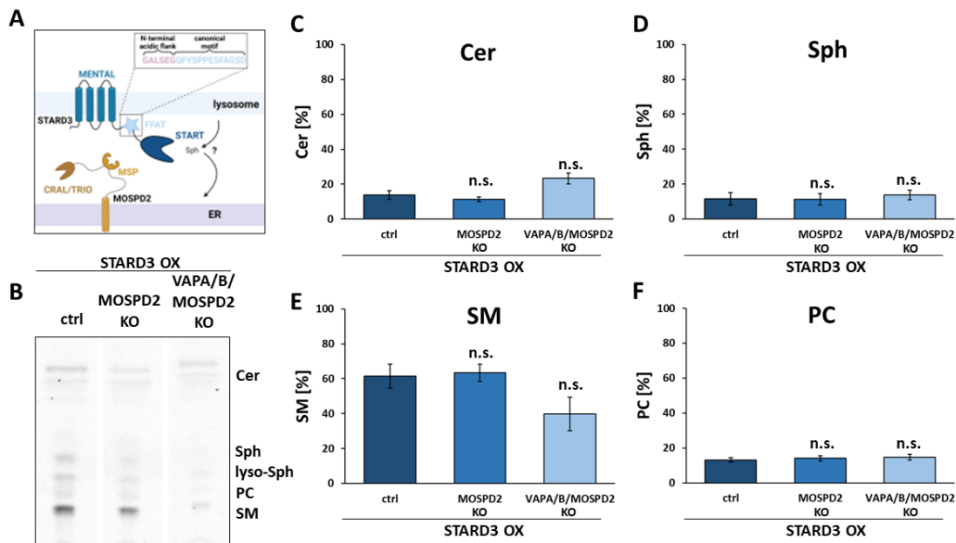 A
N-terminal
acidic flank
canonical
motif
GALSEGQFYSPPESFAGSD
MENTAL
lysosome
STARD3
FFAT
START
Sph
?
MSP
CRAL/TRIO
MOSPD2
ER
B
STARD3 OX
ctrl
MOSPD2
KO
VAPA/B/
MOSPD2
KO
Cer
Sph
lyso-Sph
PC
SM
C
Cer
Cer [%]
100
80
60
40
20
0
n.s.
n.s.
ctrl
MOSPD2
KO
VAPA/B/MOSPD2
KO
STARD3 OX
D
Sph
Sph [%]
100
80
60
40
20
0
n.s.
n.s.
ctrl
MOSPD2
KO
VAPA/B/MOSPD2
KO
STARD3 OX
E
SM
SM [%]
100
80
60
40
20
0
n.s.
n.s.
ctrl
MOSPD2
KO
VAPA/B/MOSPD2
KO
STARD3 OX
F
PC
PC [%]
100
80
60
40
20
0
n.s.
n.s.
ctrl
MOSPD2
KO
VAPA/B/MOSPD2
KO
STARD3 OX